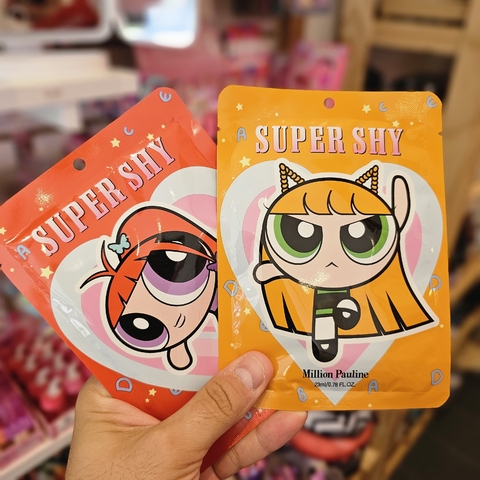 SUPER SHY
SUPER SHY
Million Pauline
23ml/0.78 FL.OZ.